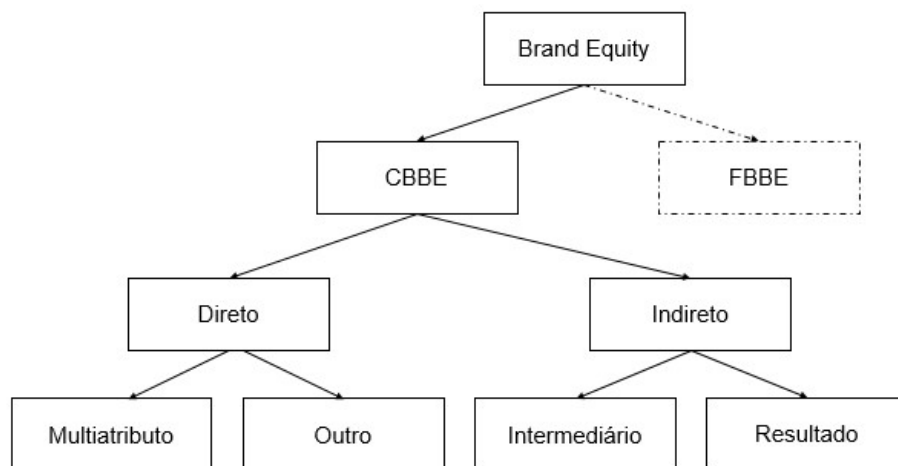 Brand Equity
CBBE
FBBE
Direto
Indireto
Multiatributo
Outro
Intermediário
Resultado